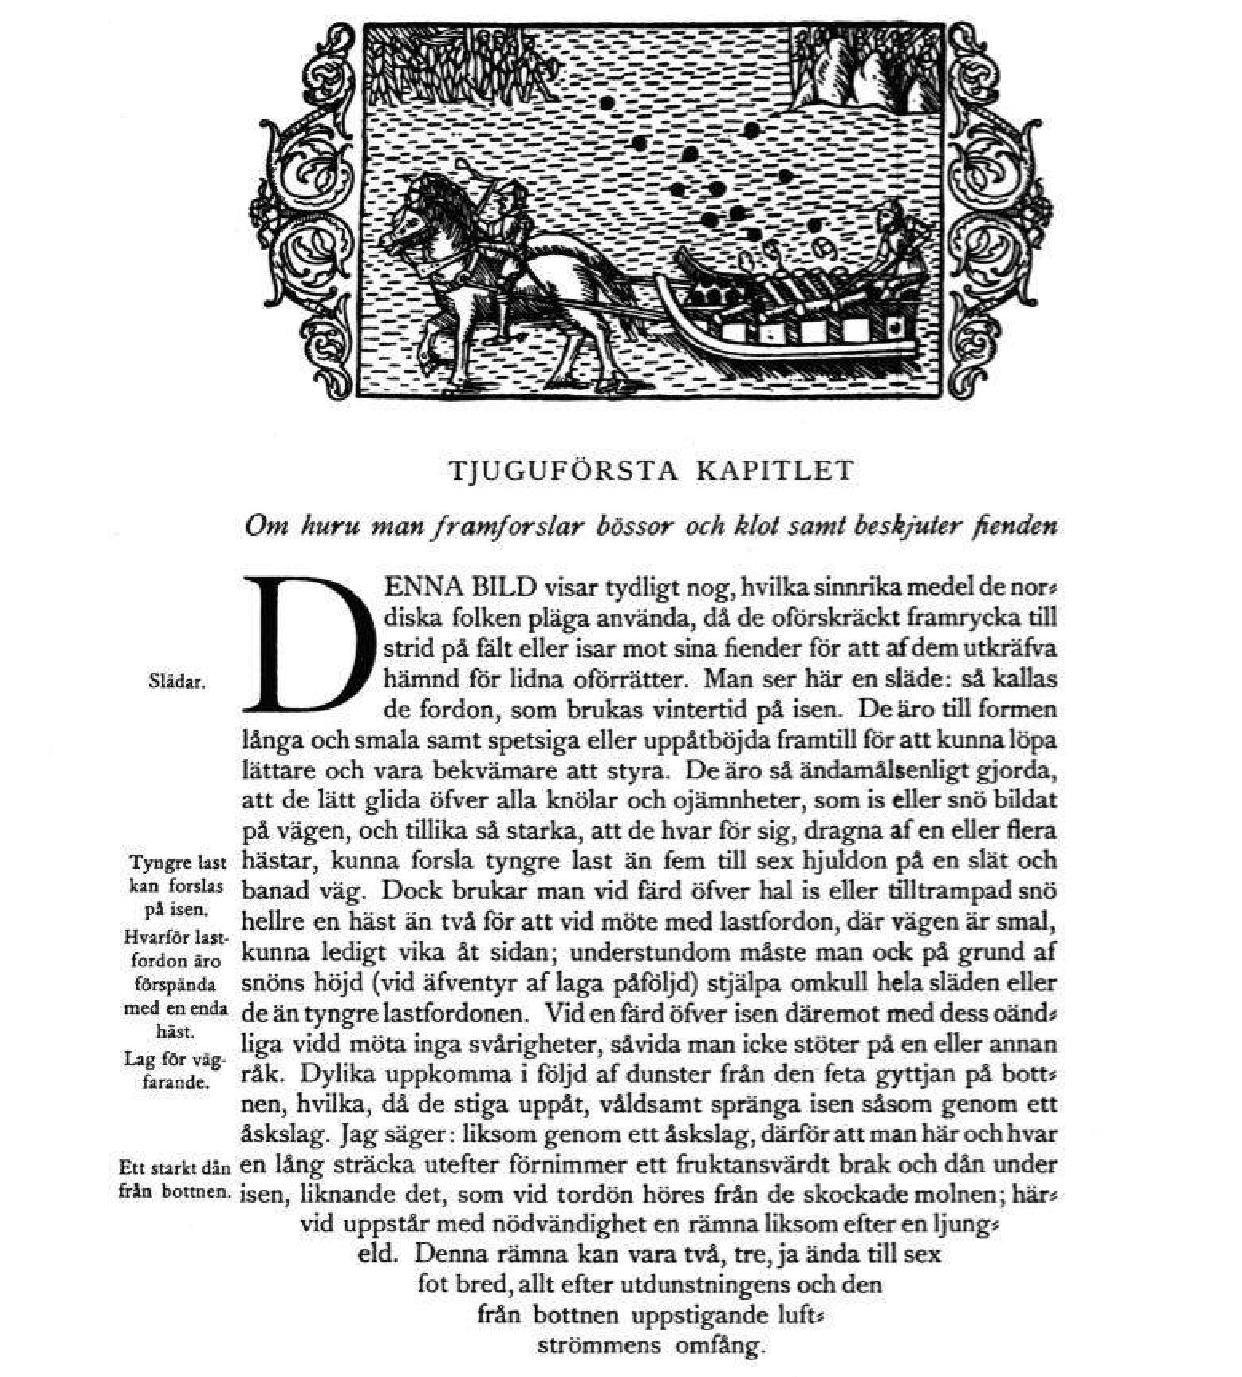 TJUGUFÖRSTA KAPITLET
Om huru man framforslar bössor och klot samt beskjuter fienden
DENNA BILD visar tydligt nog, hvilka sinnrika medel de nor⸗
diska folken pläga använda, då de oförskräckt framrycka till
strid på fält eller isar mot sina fiender för att af dem utkräfva
Slädar.
hämnd för lidna oförrätter. Man ser här en släde: så kallas
de fordon, som brukas vintertid på isen. De äro till formen
långa och smala samt spetsiga eller uppåtböjda framtill för att kunna löpa
lättare och vara bekvämare att styra. De äro så ändamålsenligt gjorda,
att de lätt glida öfver alla knölar och ojämnheter, som is eller snö bildat
på vägen, och tillika så starka, att de hvar för sig, dragna af en eller flera
Tyngre last
kan forslas
på isen.
hästar, kunna forsla tyngre last än fem till sex hjuldon på en slät och
banad väg. Dock brukar man vid färd öfver hal is eller tilltrampad snö
hellre en häst än två för att vid möte med lastfordon, där vägen är smal,
Hvarför last-
fordon äro
förspända
med en enda
häst.
kunna ledigt vika åt sidan; understundom måste man ock på grund af
snöns höjd (vid äfventyr af laga påföljd) stjälpa omkull hela släden eller
de än tyngre lastfordonen. Vid en färd öfver isen däremot med dess oänd⸗
Lag för väg-
farande.
liga vidd möta inga svårigheter, såvida man icke stöter på en eller annan
råk. Dylika uppkomma i följd af dunster från den feta gyttjan på bott⸗
nen, hvilka, då de stiga uppåt, våldsamt spränga isen såsom genom ett
åskslag. Jag säger: liksom genom ett åskslag, därför att man här och hvar
Ett starkt dån
från bottnen.
en lång sträcka utefter förnimmer ett fruktansvärdt brak och dån under
isen, liknande det, som vid tordön höres från de skockade molnen; här⸗
vid uppstår med nödvändighet en rämna liksom efter en ljung⸗
eld. Denna rämna kan vara två, tre, ja ända till sex
fot bred, allt efter utdunstningens och den
från bottnen uppstigande luft⸗
strömmens omfång.